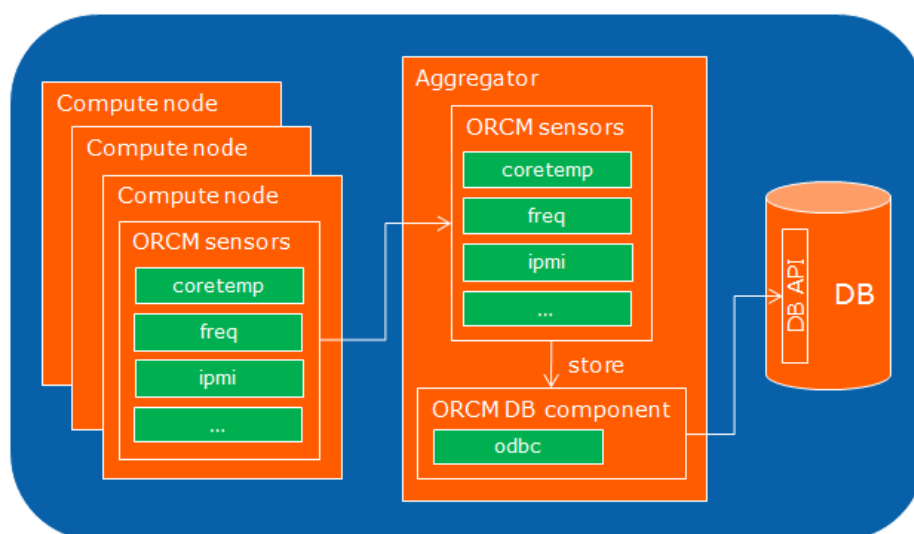 Compute node
Compute node
Compute node
ORCM sensors
coretemp
freq
ipmi
...
Aggregator
ORCM sensors
coretemp
freq
ipmi
...
store
ORCM DB component
odbc
DB API
DB